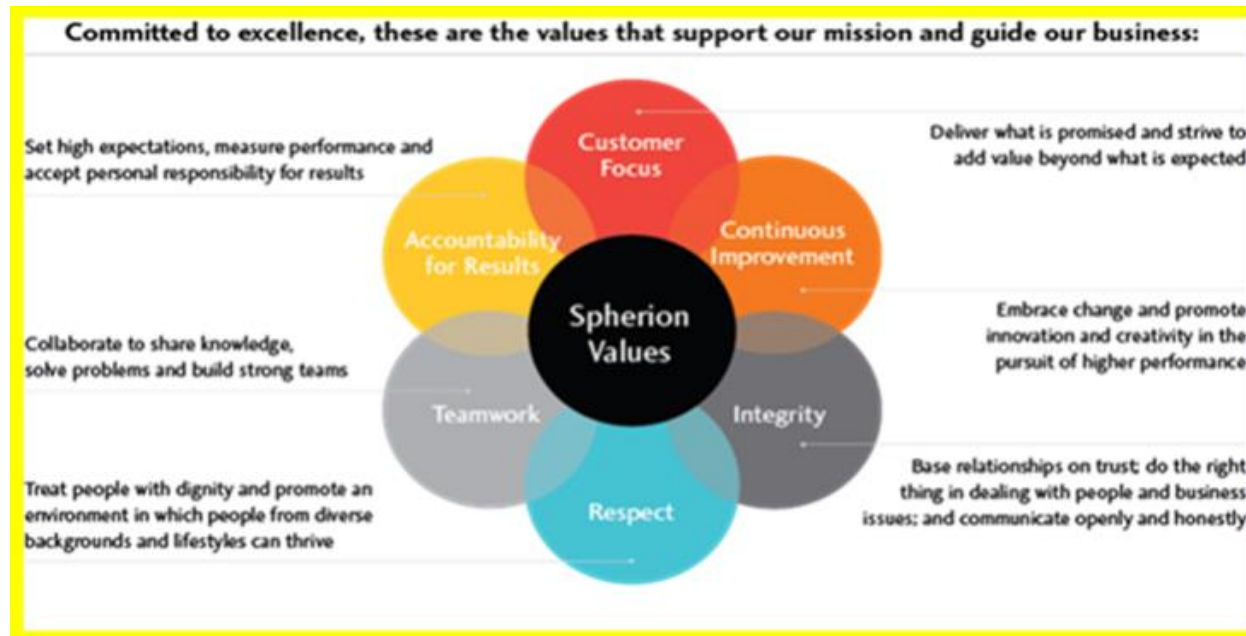 Committed to excellence, these are the values that support our mission and guide our business:
Customer
Focus
Deliver what is promised and strive to
add value beyond what is expected
Set high expectations, measure performance and
accept personal responsibility for results
Accountability
for Results
Continuous
Improvement
Spherion
Values
Embrace change and promote
innovation and creativity in the
pursuit of higher performance
Collaborate to share knowledge,
solve problems and build strong teams
Teamwork
Integrity
Base relationships on trust; do the right
thing in dealing with people and business
issues; and communicate openly and honestly
Treat people with dignity and promote an
environment in which people from diverse
backgrounds and lifestyles can thrive
Respect